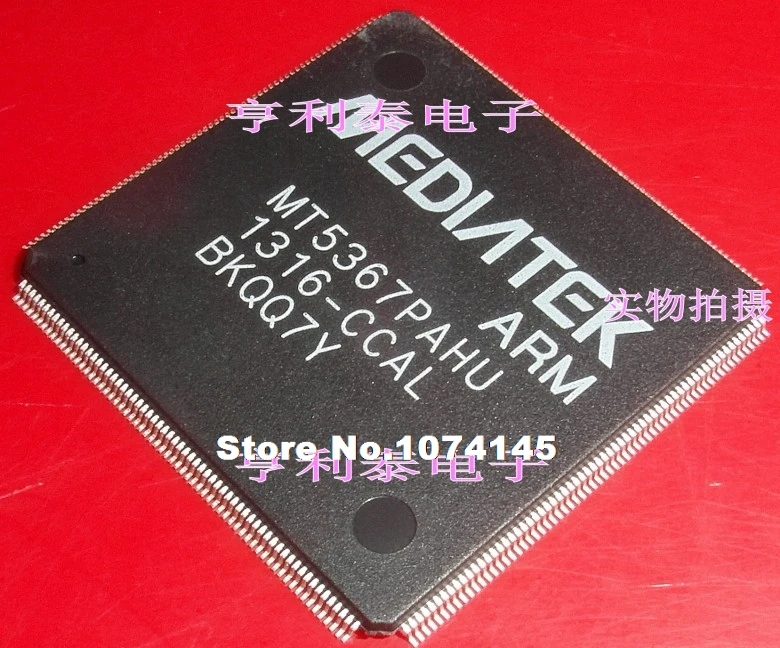 亨利泰电子
MEDIATEK
ARM
MT5367PAHU
1316-CCAL
BKQQ7Y
实物拍摄
Store No.1074145
亨利泰电子